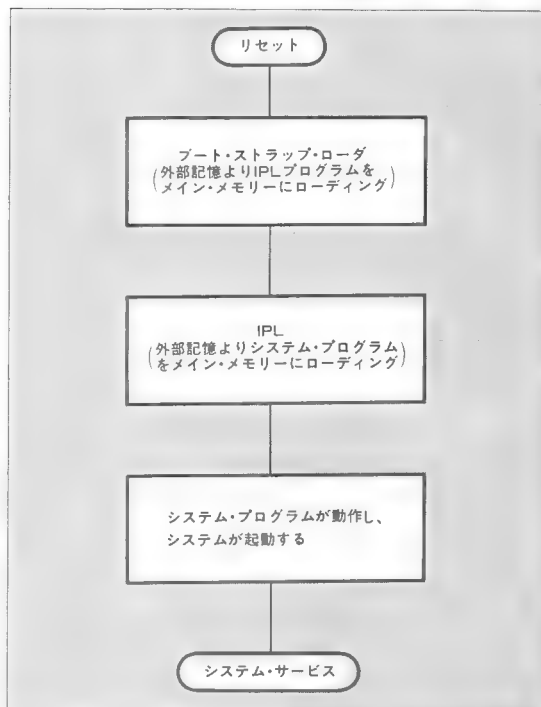 リセット
ブート・ストラップ・ローダ
(外部記憶よりIPLプログラムを
メイン・メモリーにローディング)
IPL
(外部記憶よりシステム・プログラム
をメイン・メモリーにローディング)
システム・プログラムが動作し、
システムが起動する
システム・サービス